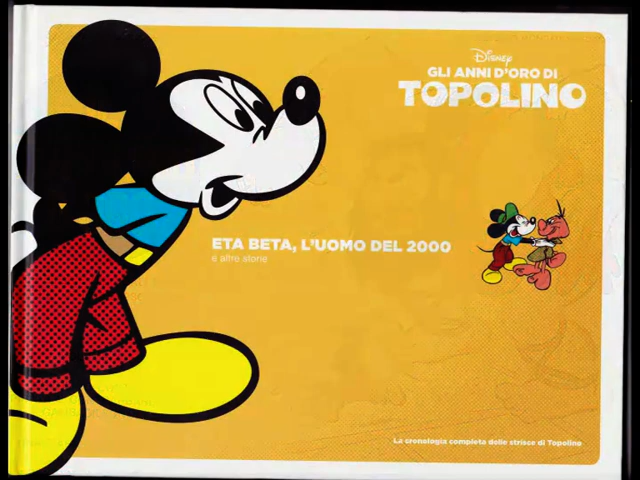 Disney
GLI ANNI D'ORO DI
TOPOLINO
ETA BETA, L'UOMO DEL 2000
e altre storie
La cronologia completa delle strisce di Topolino